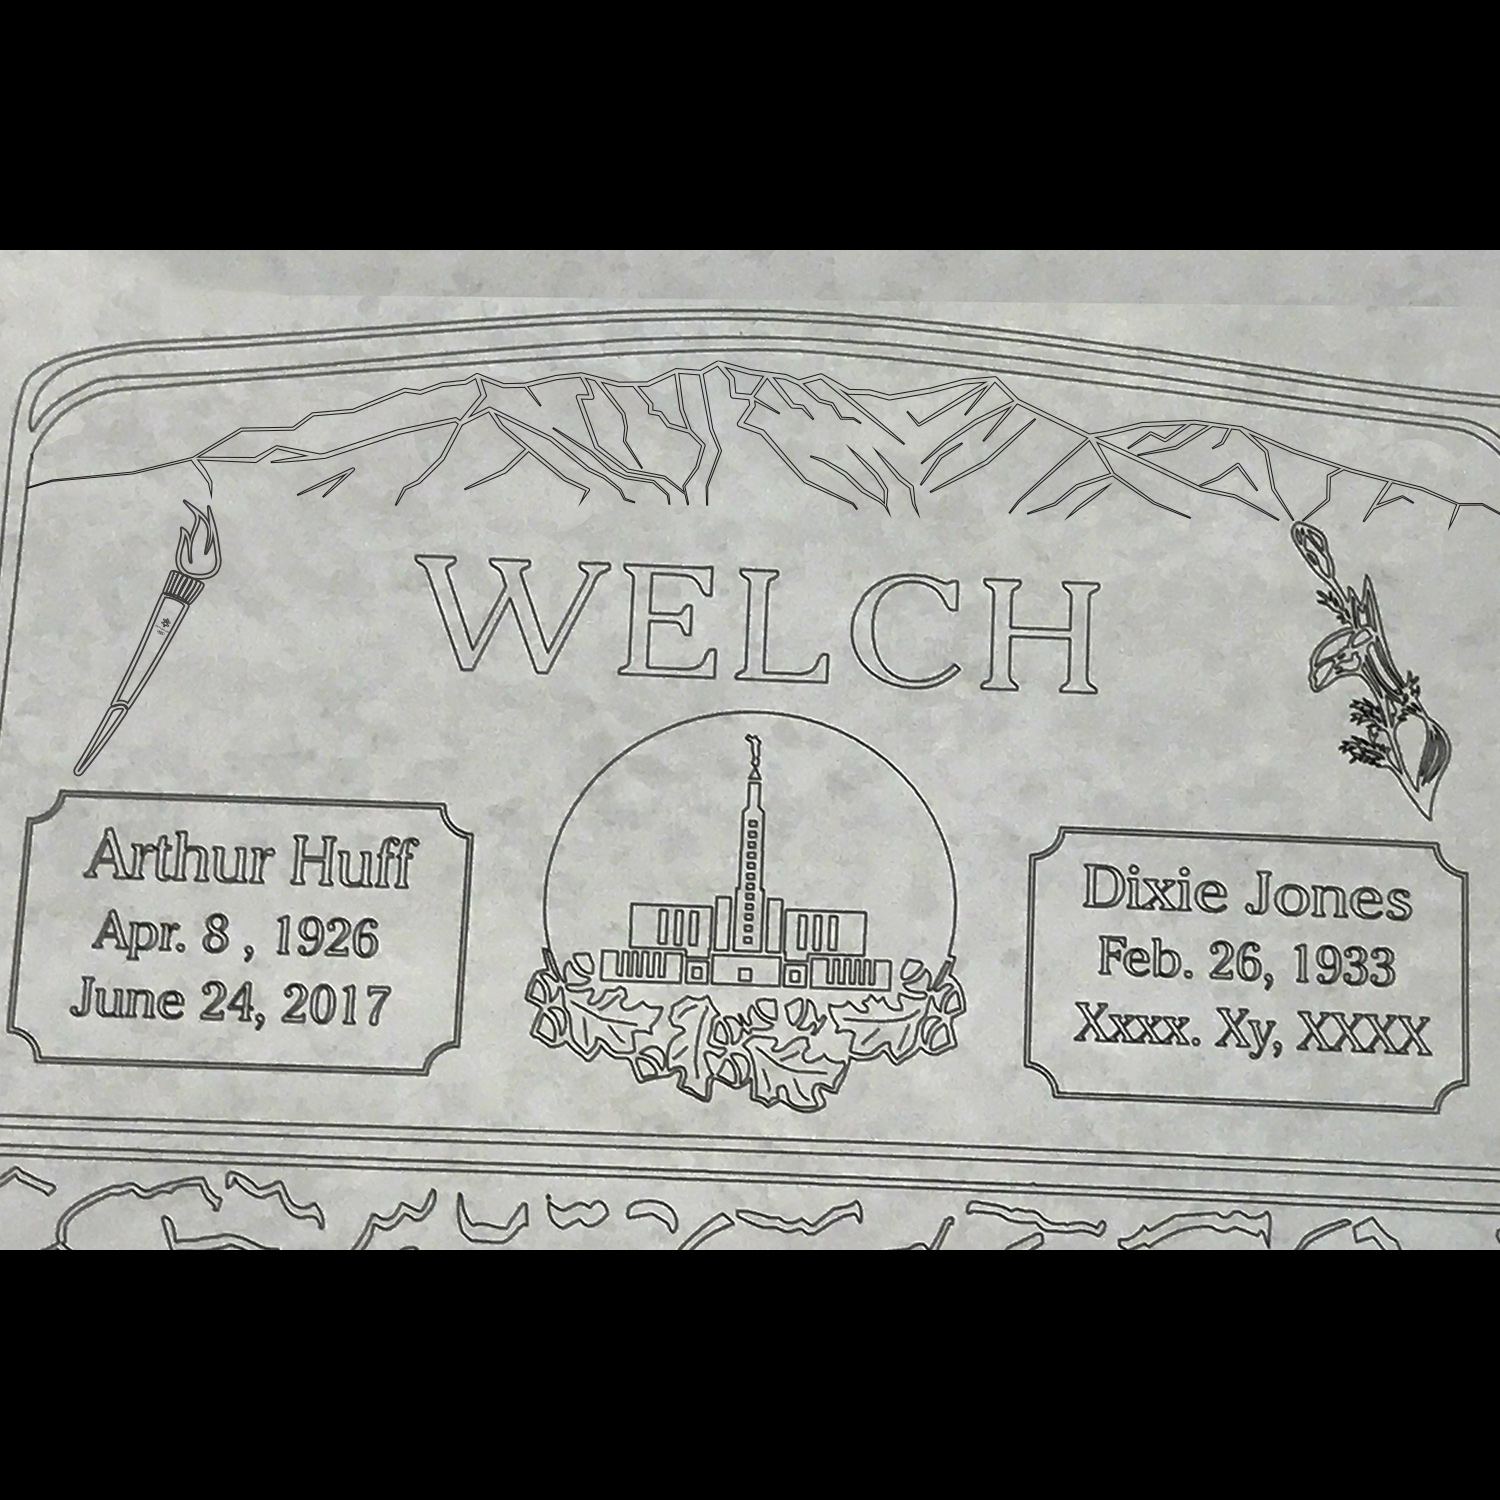 WELCH
Arthur Huff
Apr. 8 , 1926
June 24, 2017
Dixie Jones
Feb. 26, 1933
Xxxx. Xy, XXXX